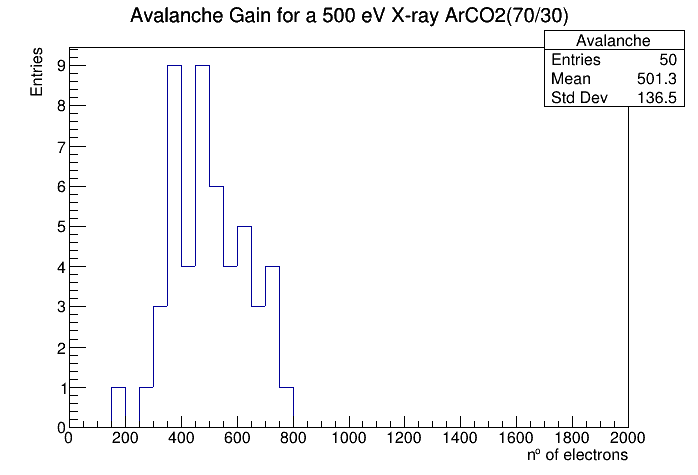 Avalanche Gain for a 500 eV X-ray ArCO2(70/30)
Avalanche
Entries 50
Mean 501.3
Std Dev 136.5
Entries
9
8
7
6
5
4
3
2
1
0
0 200 400 600 800 1000 1200 1400 1600 1800 2000
nº of electrons